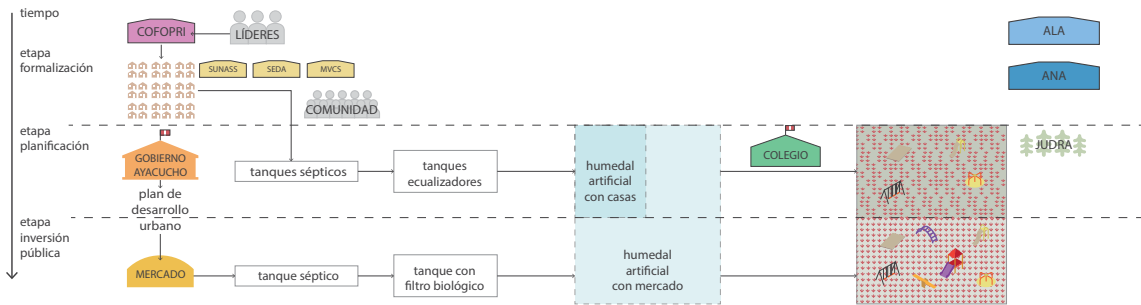 tiempo
COFOPRI
LÍDERES
ALA
etapa
formalización
SUNASS
SEDA
MVCS
ANA
COMUNIDAD
etapa
planificación
GOBIERNO
AYACUCHO
tanques sépticos
tanques
ecualizadores
humedal
artificial
con casas
COLEGIO
JUDRA
plan de
desarrollo
urbano
etapa
inversión
pública
MERCADO
tanque séptico
tanque con
filtro biológico
humedal
artificial
con mercado